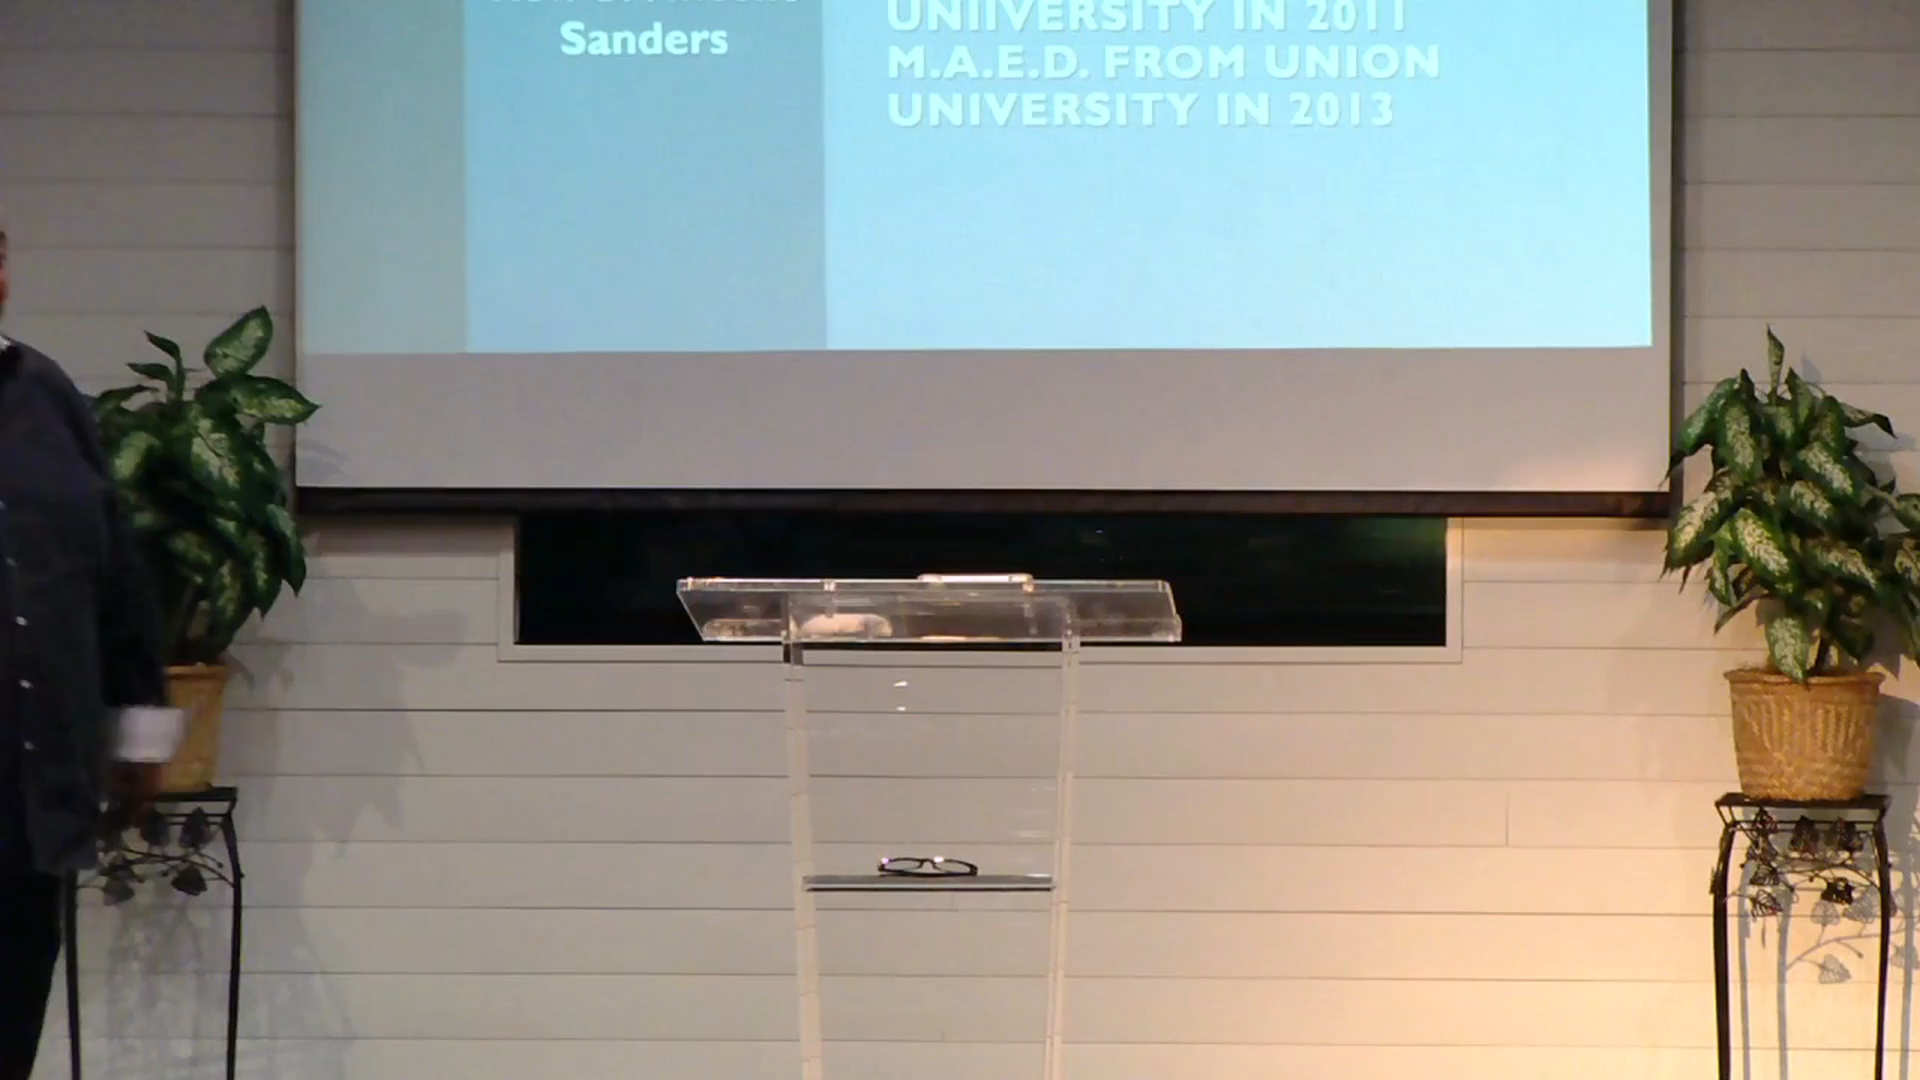 Sanders
UNIIVERSITY IN 2011
M.A.E.D. FROM UNION
UNIVERSITY IN 2013